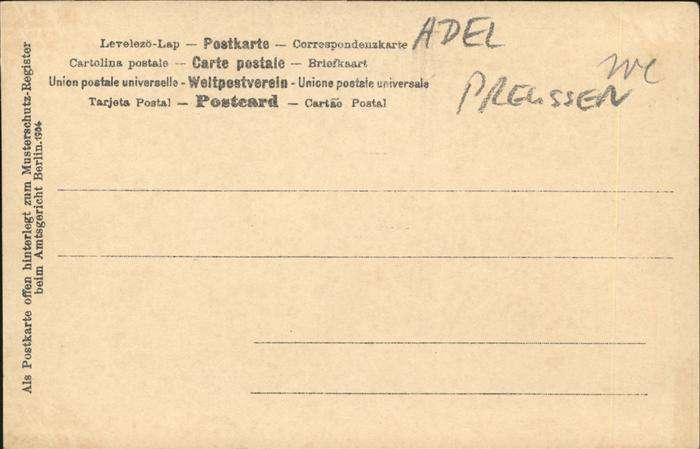 Levelezö-Lap — Postkarte — Correspondenzkarte
Cartolina postale — Carte postale — Briefkaart
Union postale universelle - Weltpostverein - Unione postale universale
Tarjeta Postal — Postcard — Cartão Postal
ADEL
PREUSSEN
Als Postkarte offen hinterlegt zum Musterschutz-Register
beim Amtsgericht Berlin.1904